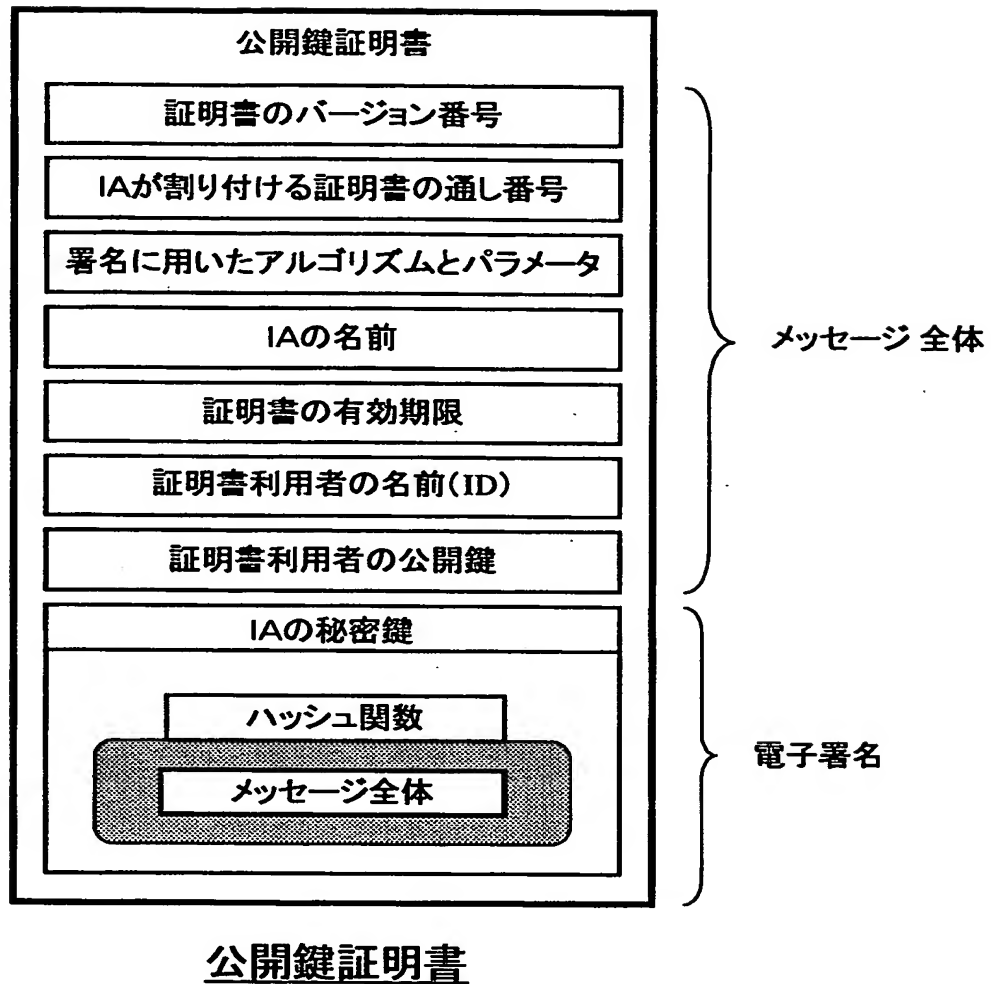 公開鍵証明書
証明書のバージョン番号
IAが割り付ける証明書の通し番号
署名に用いたアルゴリズムとパラメータ
IAの名前
証明書の有効期限
証明書利用者の名前(ID)
証明書利用者の公開鍵
メッセージ 全体
IAの秘密鍵
ハッシュ関数
メッセージ全体
電子署名
公開鍵証明書